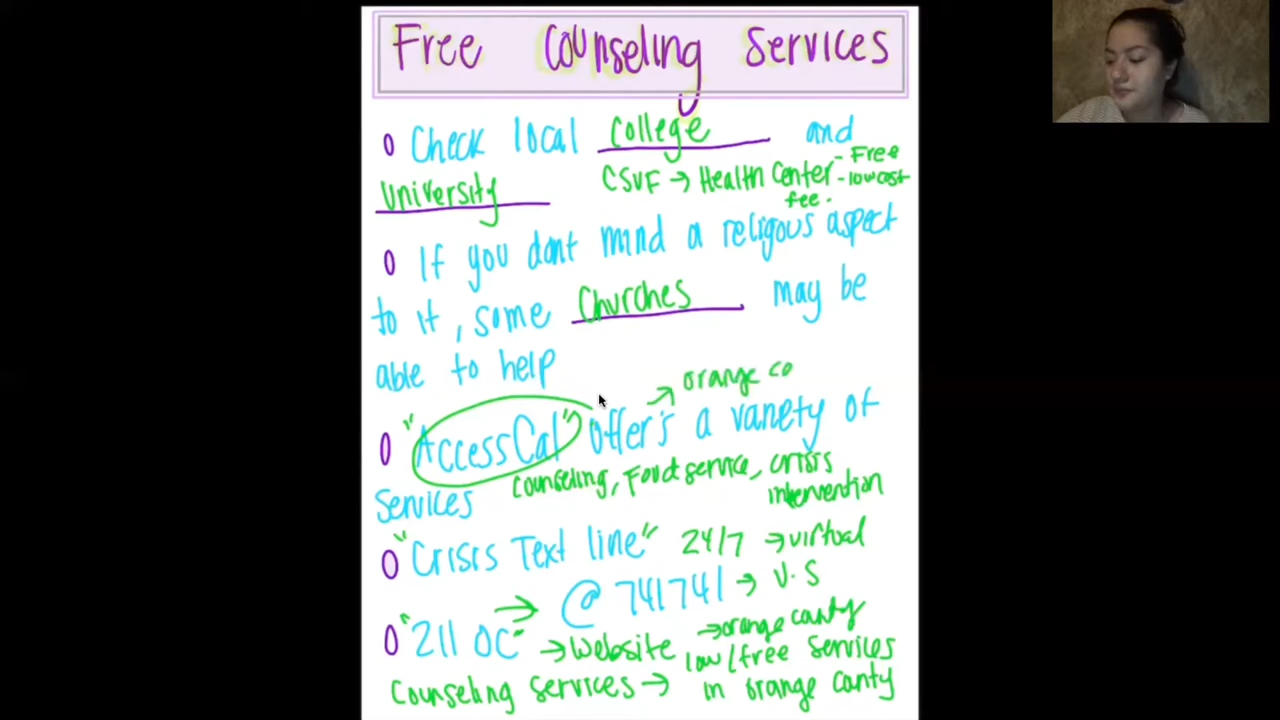 Free Counseling Services
O Check local College and
University CSUF → Health Center - Free
- low cost
fee.
O If you dont mind a religous aspect
to it, some Churches may be
able to help
→ orange co
O "AccessCal" offer's a variety of
Services counseling, Food service, crisis
intervention
O "Crisis Text line" 24/7 → virtual
→ @ 741741 → U.S
O "211 OC" → Website → orange county
low/free services
Counseling Services → in orange county